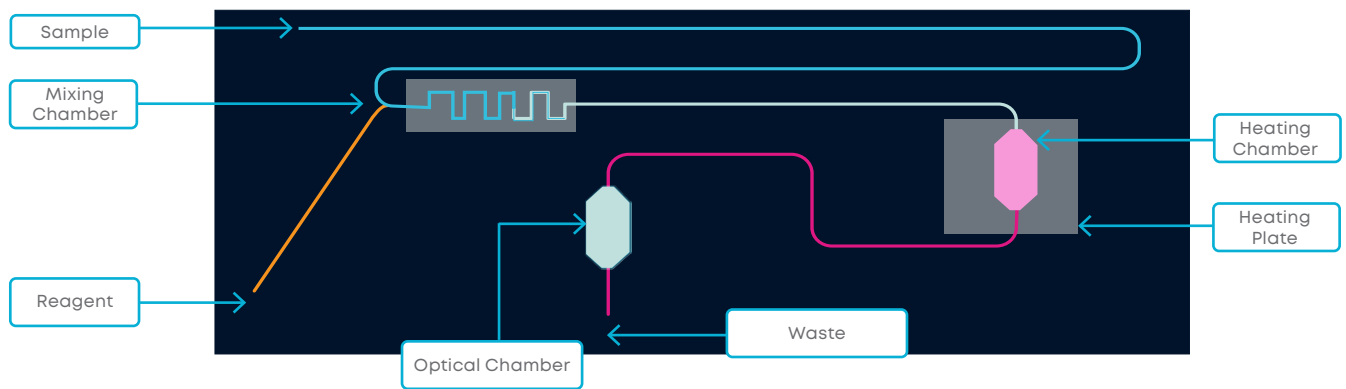 Sample
Mixing
Chamber
Heating
Chamber
Heating
Plate
Reagent
Waste
Optical Chamber